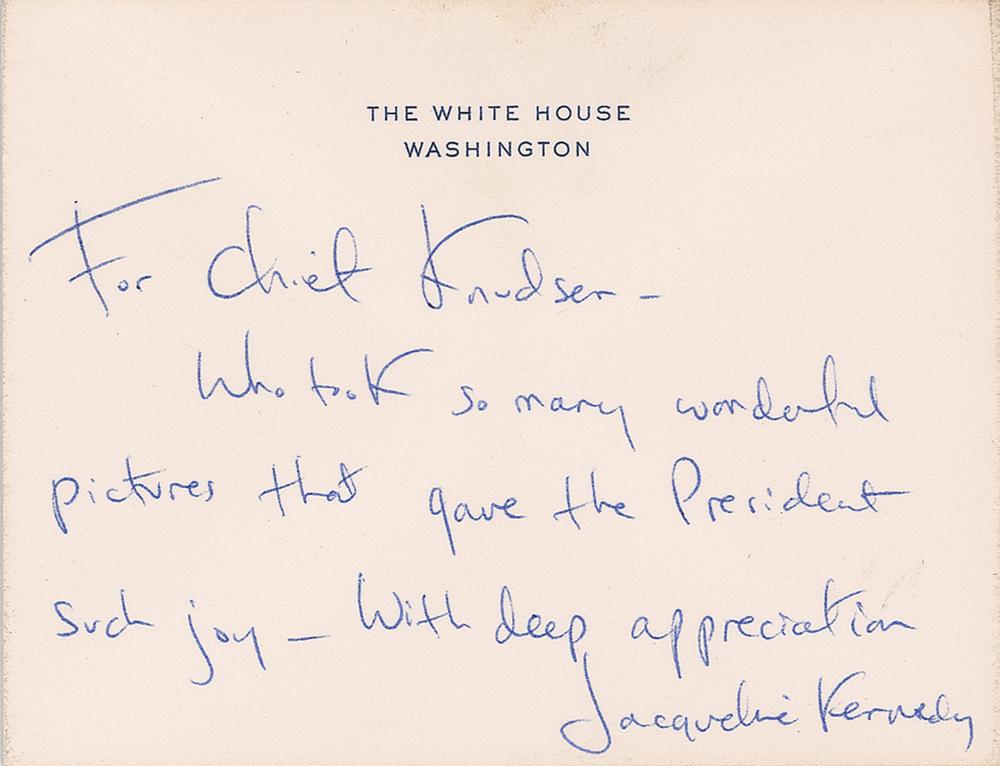 THE WHITE HOUSE
WASHINGTON
For Chief Knudsen –
Who took so many wonderful
pictures that gave the President
such joy – With deep appreciation
Jacqueline Kennedy